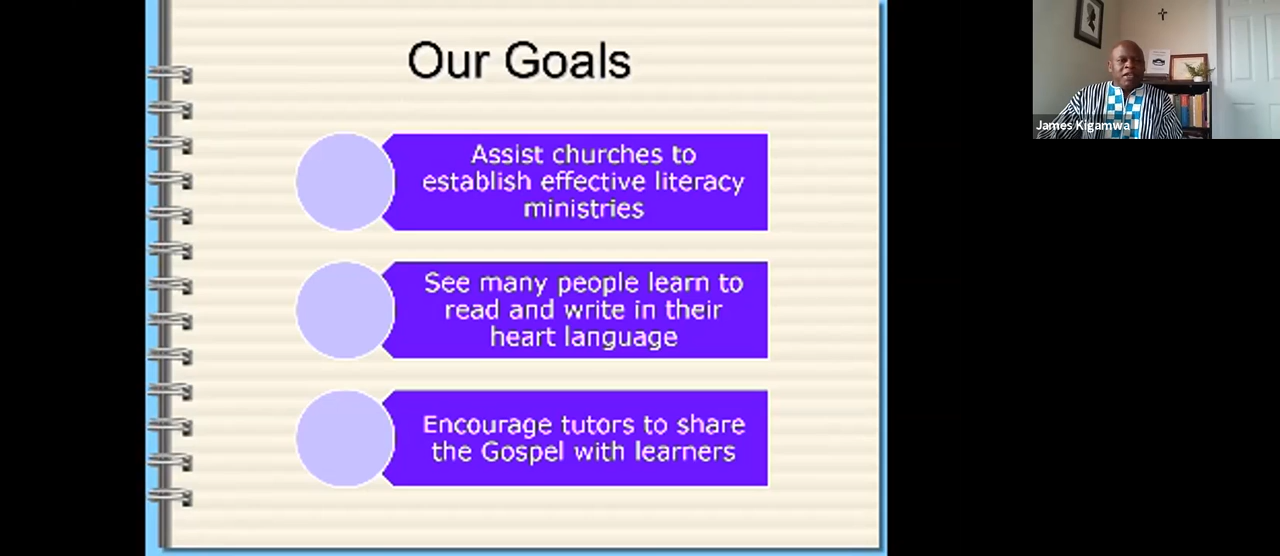 Our Goals
Assist churches to
establish effective literacy
ministries
See many people learn to
read and write in their
heart language
Encourage tutors to share
the Gospel with learners
James Kigamwa